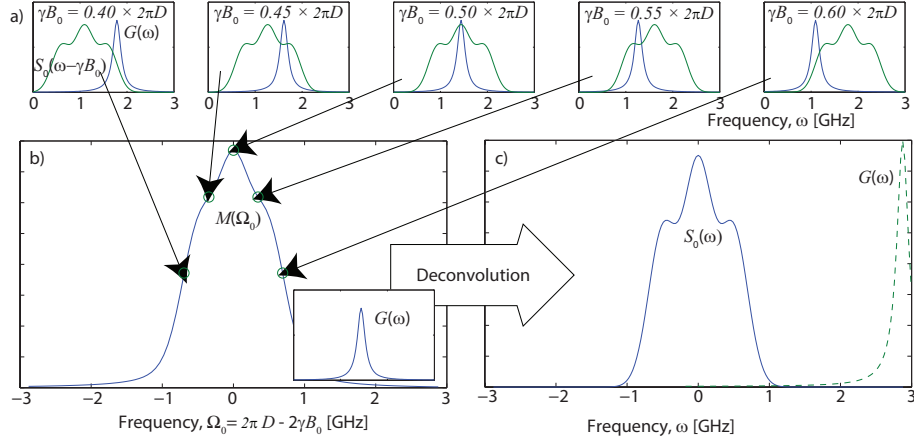 a)
γB₀ = 0.40 × 2πD
γB₀ = 0.45 × 2πD
γB₀ = 0.50 × 2πD
γB₀ = 0.55 × 2πD
γB₀ = 0.60 × 2πD
G(ω)
S₀(ω−γB₀)
0 1 2 3
0 1 2 3
0 1 2 3
0 1 2 3
0 1 2 3
Frequency, ω [GHz]
b)
M(Ω₀)
G(ω)
−3 −2 −1 0 1 2 3
Frequency, Ω₀= 2π D - 2γB₀ [GHz]
Deconvolution
c)
G(ω)
S₀(ω)
−3 −2 −1 0 1 2 3
Frequency, ω [GHz]